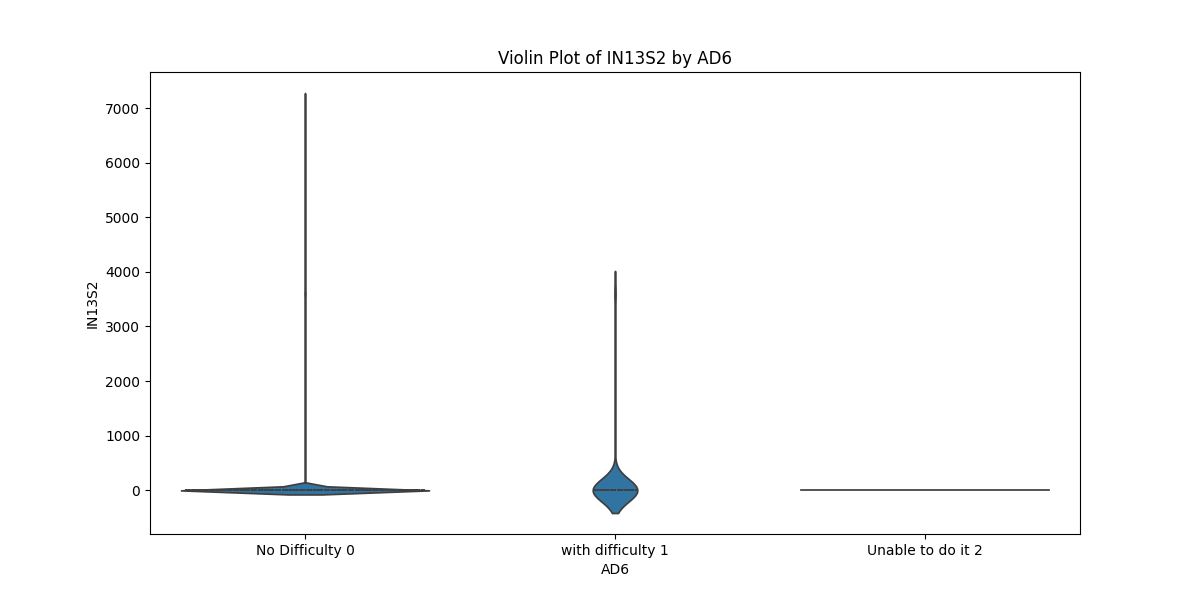 Violin Plot of IN13S2 by AD6
7000
6000
5000
4000
3000
2000
1000
0
IN13S2
No Difficulty 0
with difficulty 1
Unable to do it 2
AD6